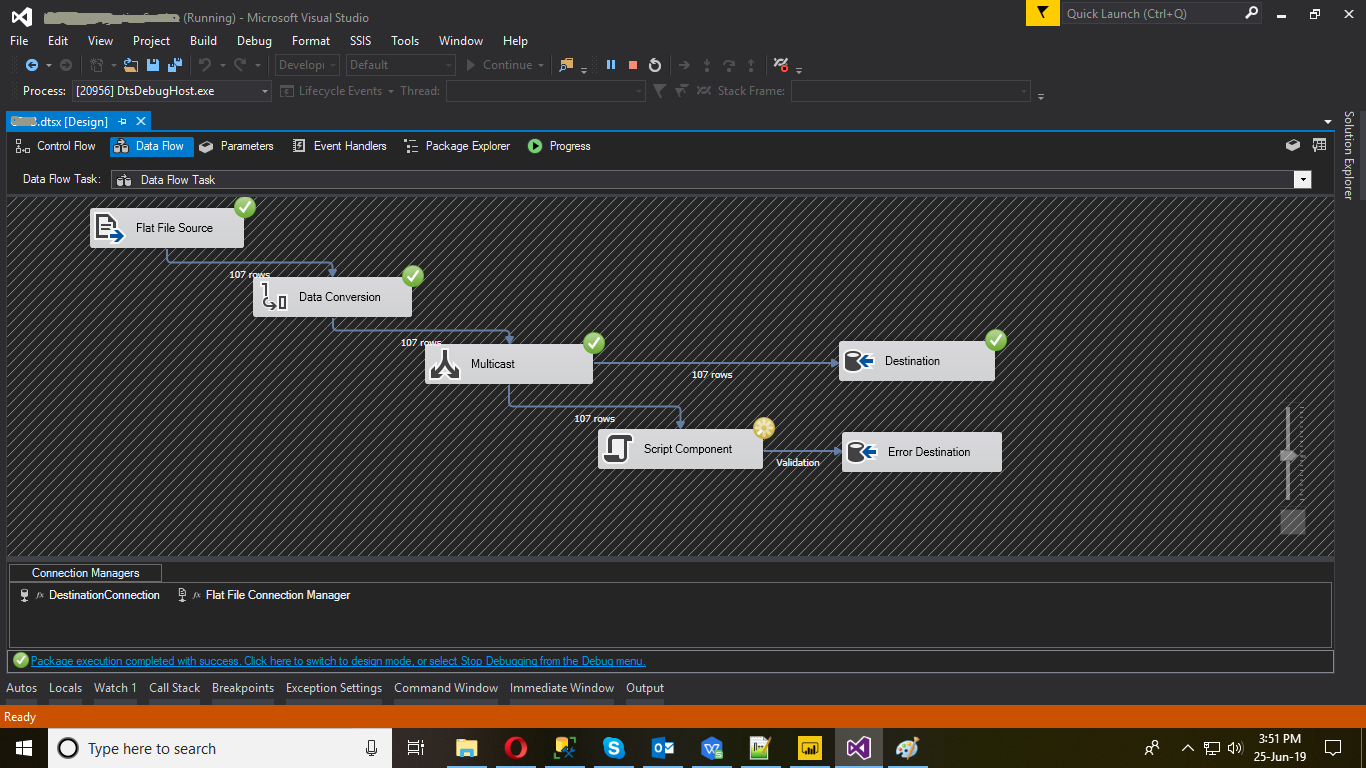 (Running) - Microsoft Visual Studio
Quick Launch (Ctrl+Q)
File Edit View Project Build Debug Format SSIS Tools Window Help
Develop Default Continue
Process: [20956] DtsDebugHost.exe Lifecycle Events Thread: Stack Frame:
.dtsx [Design]
Solution Explorer
Control Flow Data Flow Parameters Event Handlers Package Explorer Progress
Data Flow Task: Data Flow Task
Flat File Source
107 rows
Data Conversion
107 rows
Multicast
107 rows
Destination
107 rows
Script Component
Validation
Error Destination
Connection Managers
fx DestinationConnection fx Flat File Connection Manager
Package execution completed with success. Click here to switch to design mode, or select Stop Debugging from the Debug menu.
Autos Locals Watch 1 Call Stack Breakpoints Exception Settings Command Window Immediate Window Output
Ready
Type here to search
3:51 PM
25-Jun-19